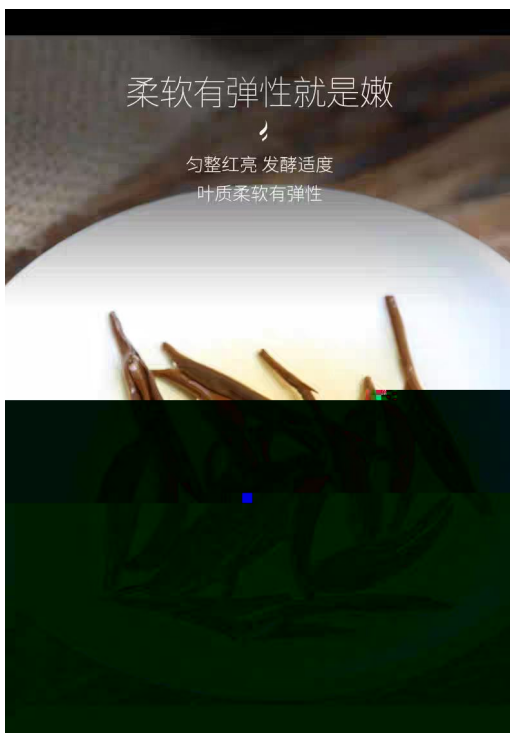 柔软有弹性就是嫩
匀整红亮 发酵适度
叶质柔软有弹性